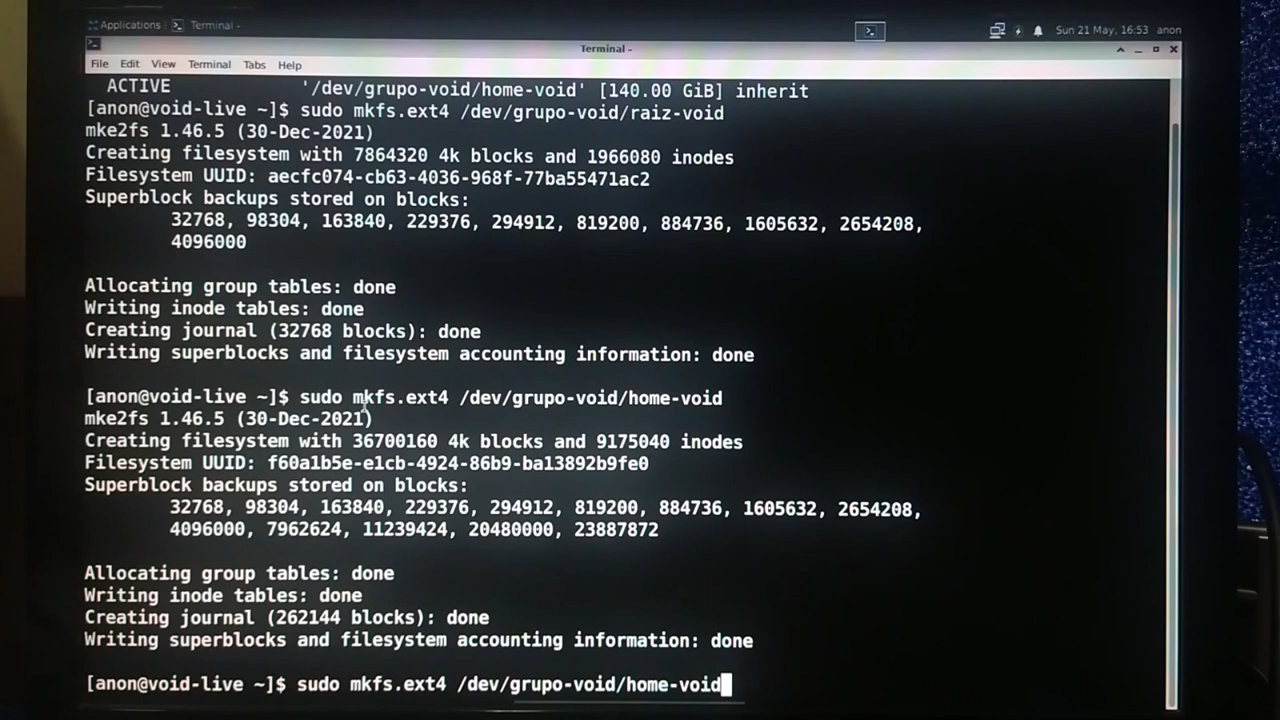 Applications Terminal - Sun 21 May, 16:53 anon
Terminal -
File Edit View Terminal Tabs Help
ACTIVE '/dev/grupo-void/home-void' [140.00 GiB] inherit
[anon@void-live ~]$ sudo mkfs.ext4 /dev/grupo-void/raiz-void
mke2fs 1.46.5 (30-Dec-2021)
Creating filesystem with 7864320 4k blocks and 1966080 inodes
Filesystem UUID: aecfc074-cb63-4036-968f-77ba55471ac2
Superblock backups stored on blocks:
32768, 98304, 163840, 229376, 294912, 819200, 884736, 1605632, 2654208,
4096000
Allocating group tables: done
Writing inode tables: done
Creating journal (32768 blocks): done
Writing superblocks and filesystem accounting information: done
[anon@void-live ~]$ sudo mkfs.ext4 /dev/grupo-void/home-void
mke2fs 1.46.5 (30-Dec-2021)
Creating filesystem with 36700160 4k blocks and 9175040 inodes
Filesystem UUID: f60a1b5e-e1cb-4924-86b9-ba13892b9fe0
Superblock backups stored on blocks:
32768, 98304, 163840, 229376, 294912, 819200, 884736, 1605632, 2654208,
4096000, 7962624, 11239424, 20480000, 23887872
Allocating group tables: done
Writing inode tables: done
Creating journal (262144 blocks): done
Writing superblocks and filesystem accounting information: done
[anon@void-live ~]$ sudo mkfs.ext4 /dev/grupo-void/home-void